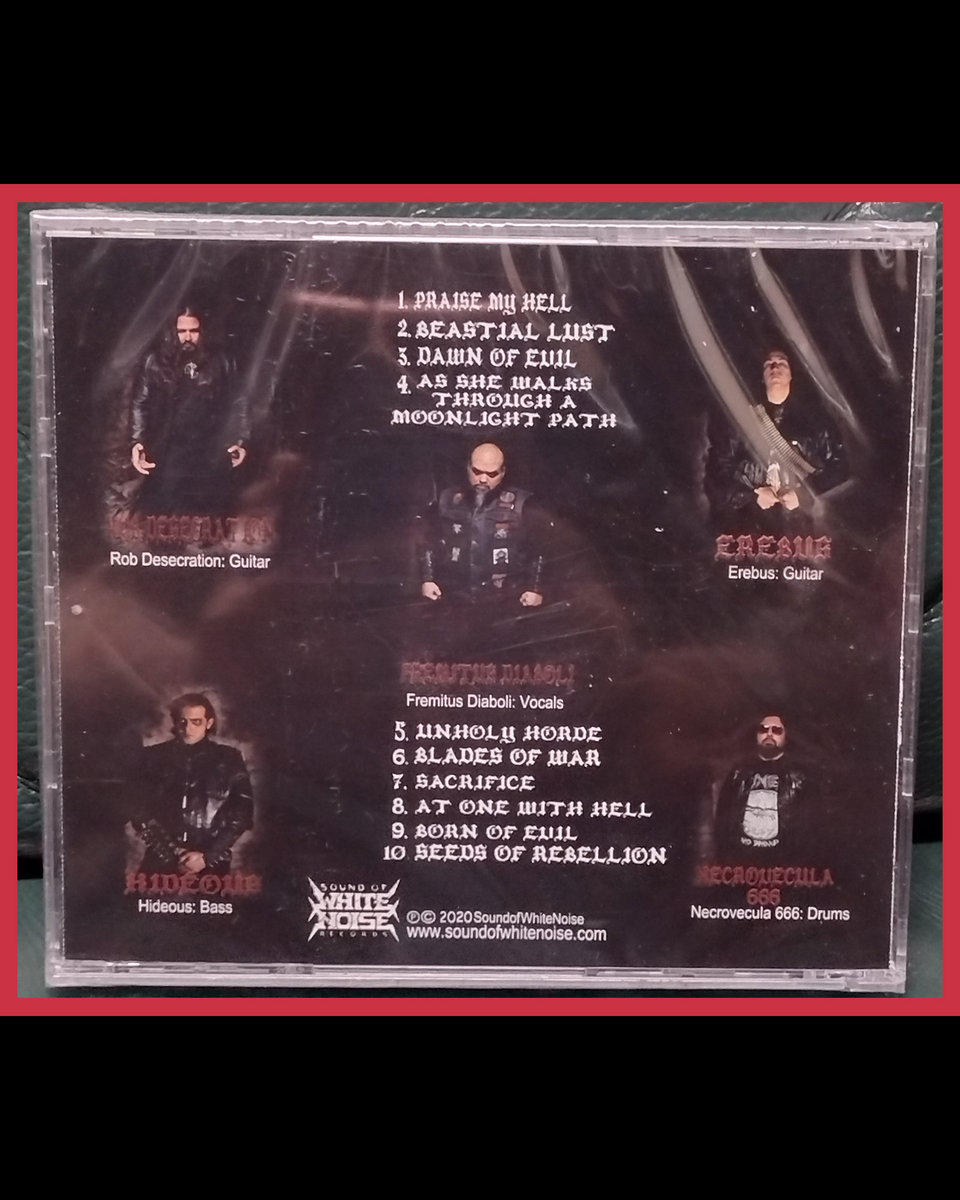 1. PRAISE MY HELL
2. BEASTIAL LUST
3. DAWN OF EVIL
4. AS SHE WALKS
THROUGH A
MOONLIGHT PATH
DESECRATION
Rob Desecration: Guitar
EREBUS
Erebus: Guitar
FREMITUS DIABOLI
Fremitus Diaboli: Vocals
5. UNHOLY HORDE
6. BLADES OF WAR
7. SACRIFICE
8. AT ONE WITH HELL
9. BORN OF EVIL
10 SEEDS OF REBELLION
HIDEOUS
Hideous: Bass
NECROVECULA
666
Necrovecula 666: Drums
SOUND OF
WHITE
NOISE
RECORDS
℗© 2020 SoundofWhiteNoise
www.soundofwhitenoise.com